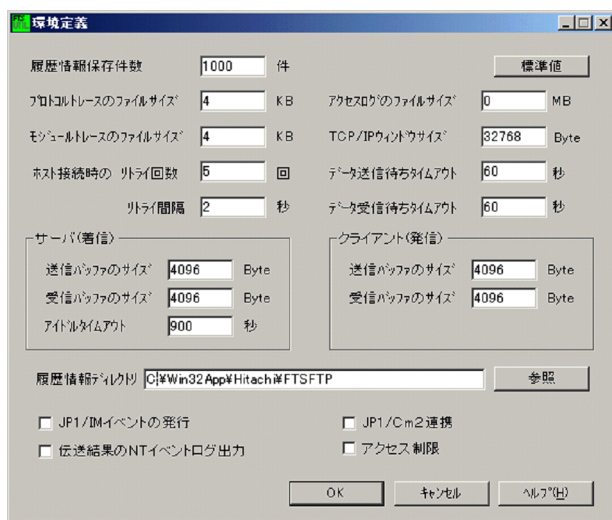 環境定義
履歴情報保存件数 1000 件 標準値
ﾌﾟﾛﾄｺﾙﾄﾚｰｽのﾌｧｲﾙｻｲｽﾞ 4 KB ｱｸｾｽﾛｸﾞのﾌｧｲﾙｻｲｽﾞ 0 MB
ﾓｼﾞｭｰﾙﾄﾚｰｽのﾌｧｲﾙｻｲｽﾞ 4 KB TCP/IPｳｨﾝﾄﾞｳｻｲｽﾞ 32768 Byte
ﾎｽﾄ接続時の ﾘﾄﾗｲ回数 5 回 ﾃﾞｰﾀ送信待ちﾀｲﾑｱｳﾄ 60 秒
ﾘﾄﾗｲ間隔 2 秒 ﾃﾞｰﾀ受信待ちﾀｲﾑｱｳﾄ 60 秒
サーバ(着信) クライアント(発信)
送信ﾊﾞｯﾌｧのｻｲｽﾞ 4096 Byte 送信ﾊﾞｯﾌｧのｻｲｽﾞ 4096 Byte
受信ﾊﾞｯﾌｧのｻｲｽﾞ 4096 Byte 受信ﾊﾞｯﾌｧのｻｲｽﾞ 4096 Byte
ｱｲﾄﾞﾙﾀｲﾑｱｳﾄ 900 秒
履歴情報ﾃﾞｨﾚｸﾄﾘ C:¥Win32App¥Hitachi¥FTSFTP 参照
JP1/IMイベントの発行 JP1/Cm2連携
伝送結果のNTイベントログ出力 アクセス制限
OK ｷｬﾝｾﾙ ﾍﾙﾌﾟ(H)